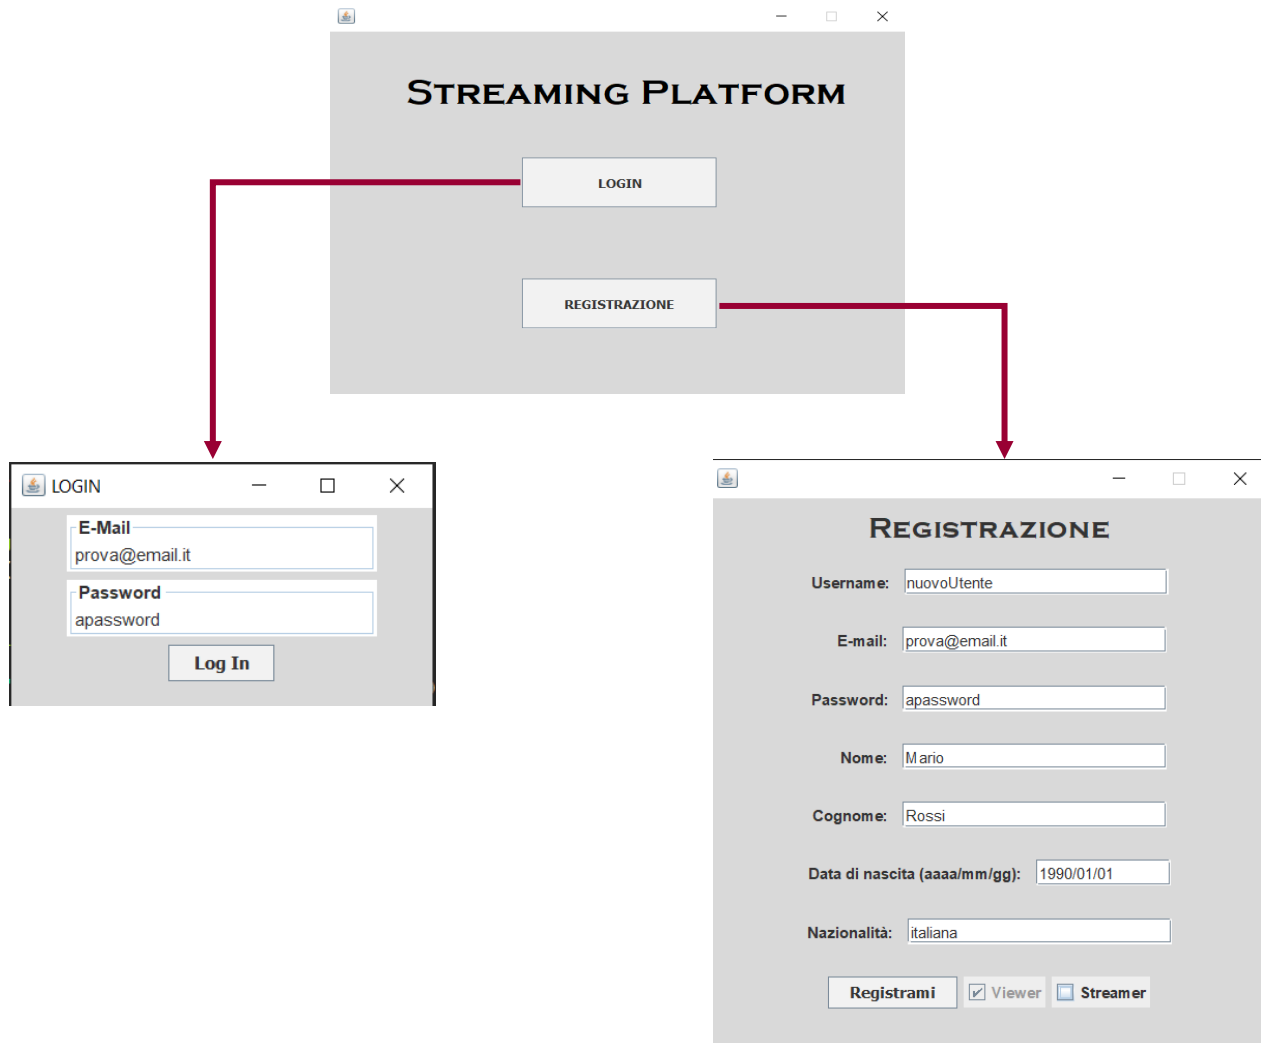 STREAMING PLATFORM
LOGIN
REGISTRAZIONE
LOGIN
E-Mail
prova@email.it
Password
apassword
Log In
REGISTRAZIONE
Username: nuovoUtente
E-mail: prova@email.it
Password: apassword
Nome: Mario
Cognome: Rossi
Data di nascita (aaaa/mm/gg): 1990/01/01
Nazionalità: italiana
Registrami Viewer Streamer